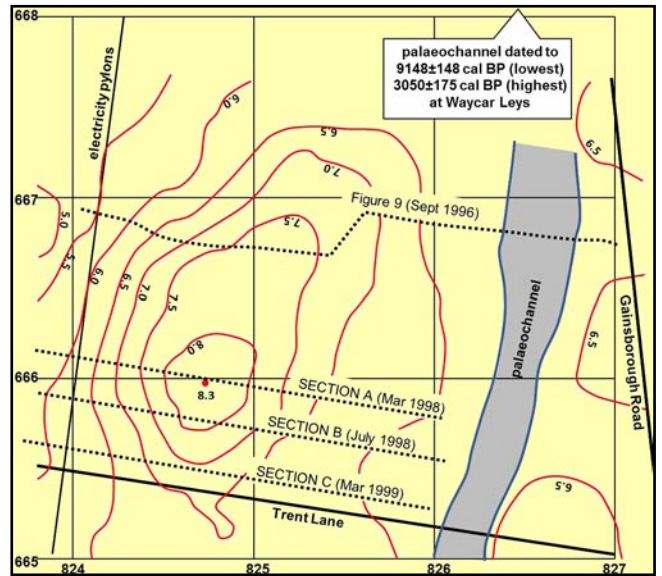 668
palaeochannel dated to
9148±148 cal BP (lowest)
3050±175 cal BP (highest)
at Waycar Leys
electricity pylons
6.0
6.5
6.5
7.0
667
Figure 9 (Sept 1996)
5.0
7.5
5.5
6.0
6.5
7.0
7.5
palaeochannel
Gainsborough Road
6.5
8.0
666
8.3
SECTION A (Mar 1998)
SECTION B (July 1998)
SECTION C (Mar 1999)
6.5
Trent Lane
665
824
825
826
827